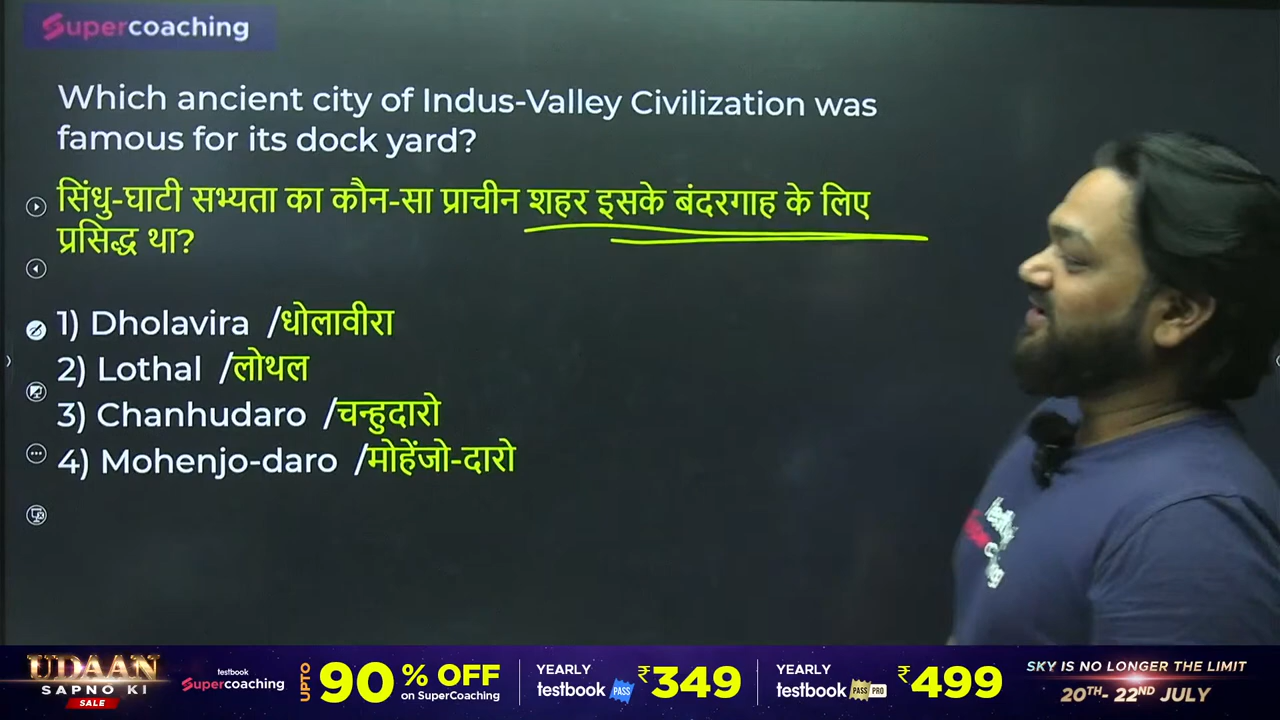 Supercoaching
Which ancient city of Indus-Valley Civilization was
famous for its dock yard?
सिंधु-घाटी सभ्यता का कौन-सा प्राचीन शहर इसके बंदरगाह के लिए
प्रसिद्ध था?
1) Dholavira /धोलावीरा
2) Lothal /लोथल
3) Chanhudaro /चन्हुदारो
4) Mohenjo-daro /मोहेंजो-दारो
UDAAN
SAPNO KI
SALE
testbook
Supercoaching
UPTO 90% OFF
on SuperCoaching
YEARLY
testbook PASS
₹349
YEARLY
testbook PASS PRO
₹499
SKY IS NO LONGER THE LIMIT
20TH- 22ND JULY